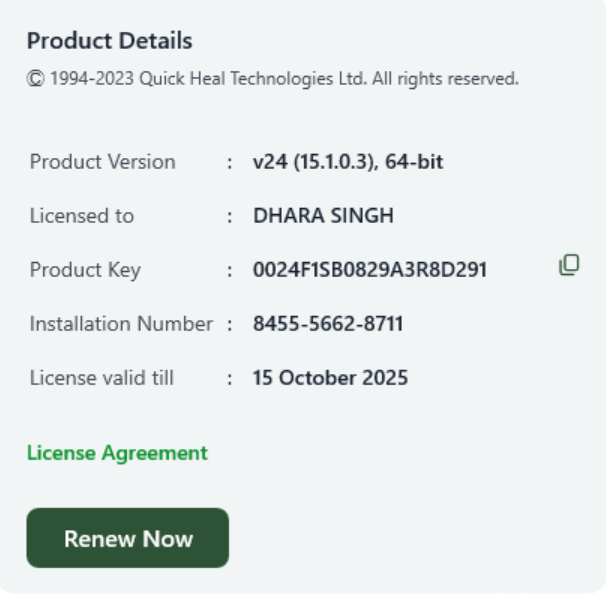 Product Details
© 1994-2023 Quick Heal Technologies Ltd. All rights reserved.
Product Version : v24 (15.1.0.3), 64-bit
Licensed to : DHARA SINGH
Product Key : 0024F1SB0829A3R8D291
Installation Number : 8455-5662-8711
License valid till : 15 October 2025
License Agreement
Renew Now